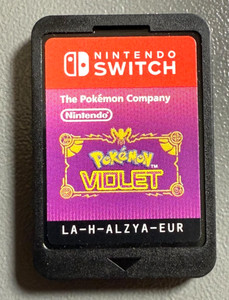 NINTENDO
SWITCH
The Pokémon Company
Nintendo
POKÉMON
VIOLET
LA-H-ALZYA-EUR